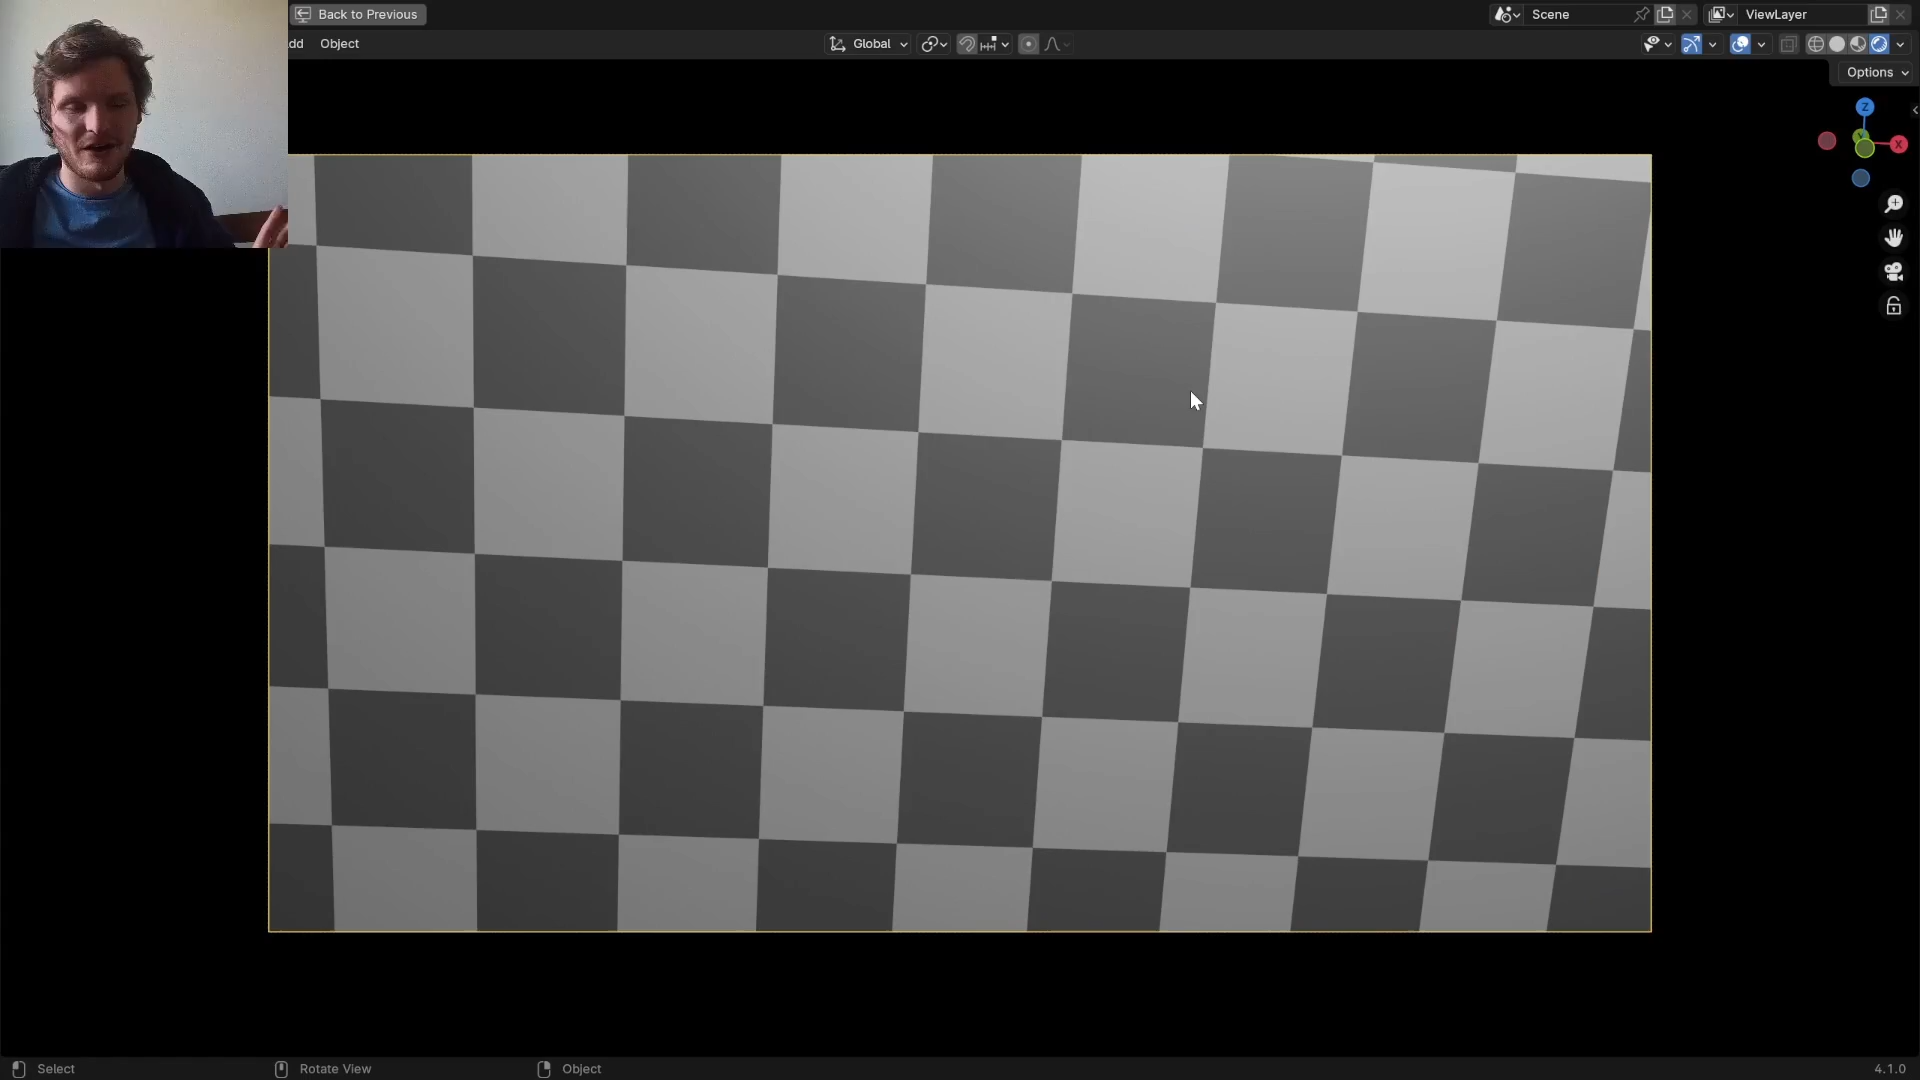 Back to Previous
Scene
ViewLayer
dd
Object
Global
Options
Z
Y
X
Select
Rotate View
Object
4.1.0